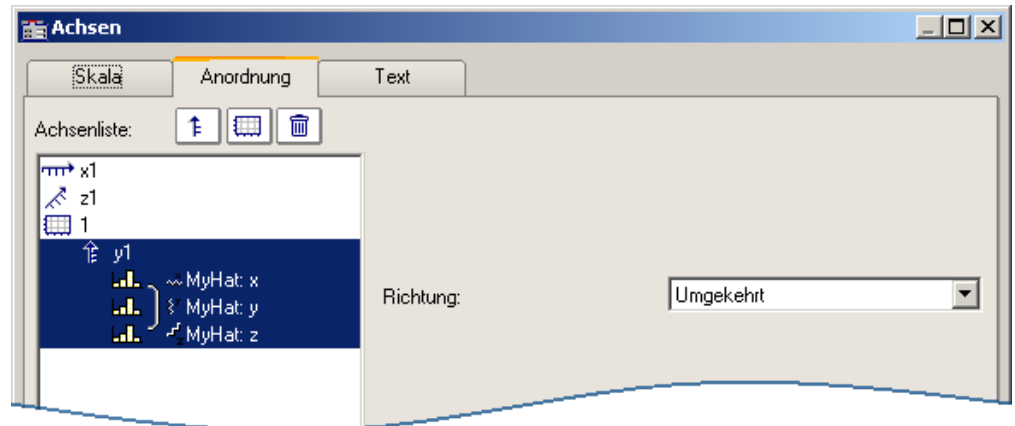 Achsen
Skala Anordnung Text
Achsenliste:
x1
z1
1
y1
MyHat: x
MyHat: y
MyHat: z
Richtung: Umgekehrt